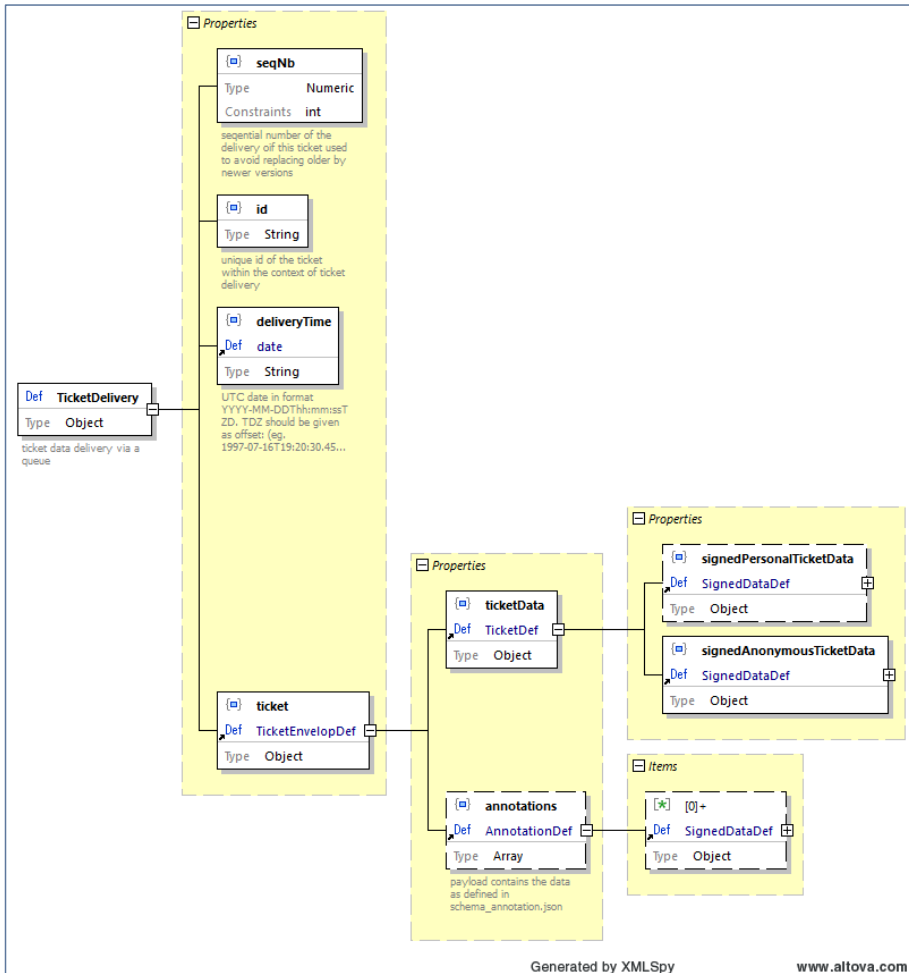 Properties
seqNb
Type Numeric
Constraints int
seqential number of the
delivery oif this ticket used
to avoid replacing older by
newer versions
id
Type String
unique id of the ticket
within the context of ticket
delivery
deliveryTime
Def date
Type String
UTC date in format
YYYY-MM-DDThh:mm:ssT
ZD, TDZ should be given
as offset: (eg.
1997-07-16T19:20:30.45...
Def TicketDelivery
Type Object
ticket data delivery via a
queue
ticket
Def TicketEnvelopDef
Type Object
Properties
ticketData
Def TicketDef
Type Object
annotations
Def AnnotationDef
Type Array
payload contains the data
as defined in
schema_annotation.json
Properties
signedPersonalTicketData
Def SignedDataDef
Type Object
signedAnonymousTicketData
Def SignedDataDef
Type Object
Items
[0]+
Def SignedDataDef
Type Object
Generated by XMLSpy
www.altova.com